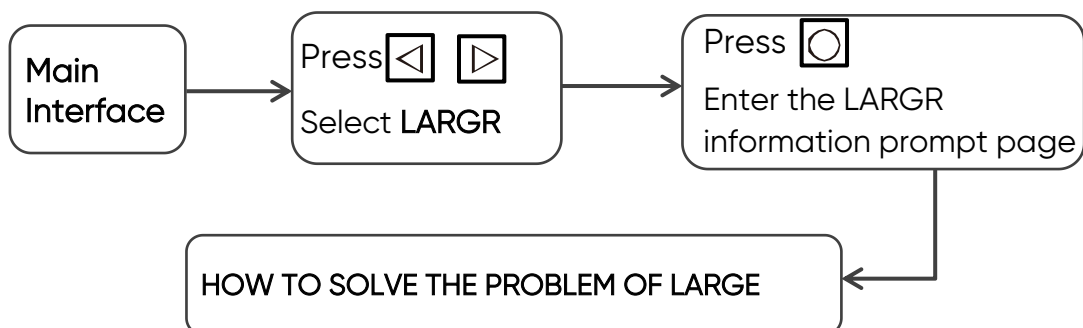 Main
Interface
Press
Select LARGR
Press
Enter the LARGR
information prompt page
HOW TO SOLVE THE PROBLEM OF LARGE